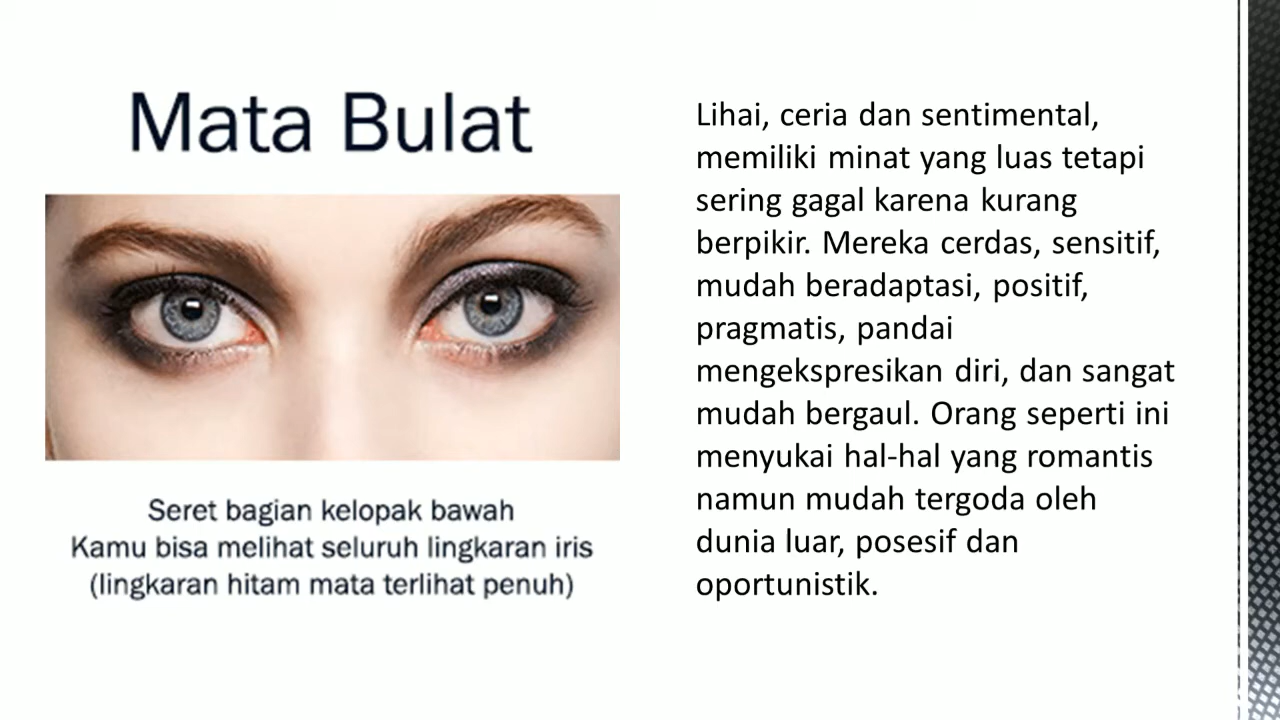 Mata Bulat
Seret bagian kelopak bawah
Kamu bisa melihat seluruh lingkaran iris
(lingkaran hitam mata terlihat penuh)
Lihai, ceria dan sentimental,
memiliki minat yang luas tetapi
sering gagal karena kurang
berpikir. Mereka cerdas, sensitif,
mudah beradaptasi, positif,
pragmatis, pandai
mengekspresikan diri, dan sangat
mudah bergaul. Orang seperti ini
menyukai hal-hal yang romantis
namun mudah tergoda oleh
dunia luar, posesif dan
oportunistik.